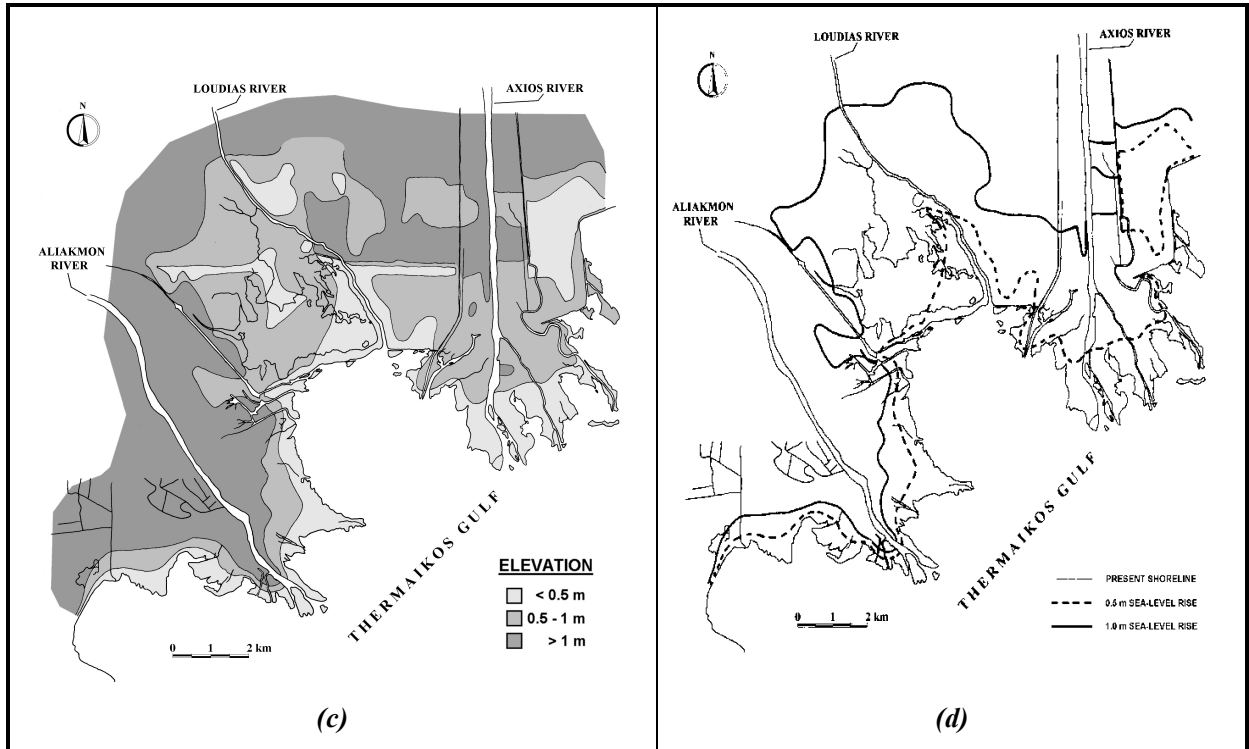 LOUDIAS RIVER
AXIOS RIVER
N
ALIAKMON
RIVER
THERMAIKOS GULF
ELEVATION
< 0.5 m
0.5 - 1 m
> 1 m
0 1 2 km
(c)
LOUDIAS RIVER
AXIOS RIVER
N
ALIAKMON
RIVER
THERMAIKOS GULF
PRESENT SHORELINE
0.5 m SEA-LEVEL RISE
1.0 m SEA-LEVEL RISE
0 1 2 km
(d)